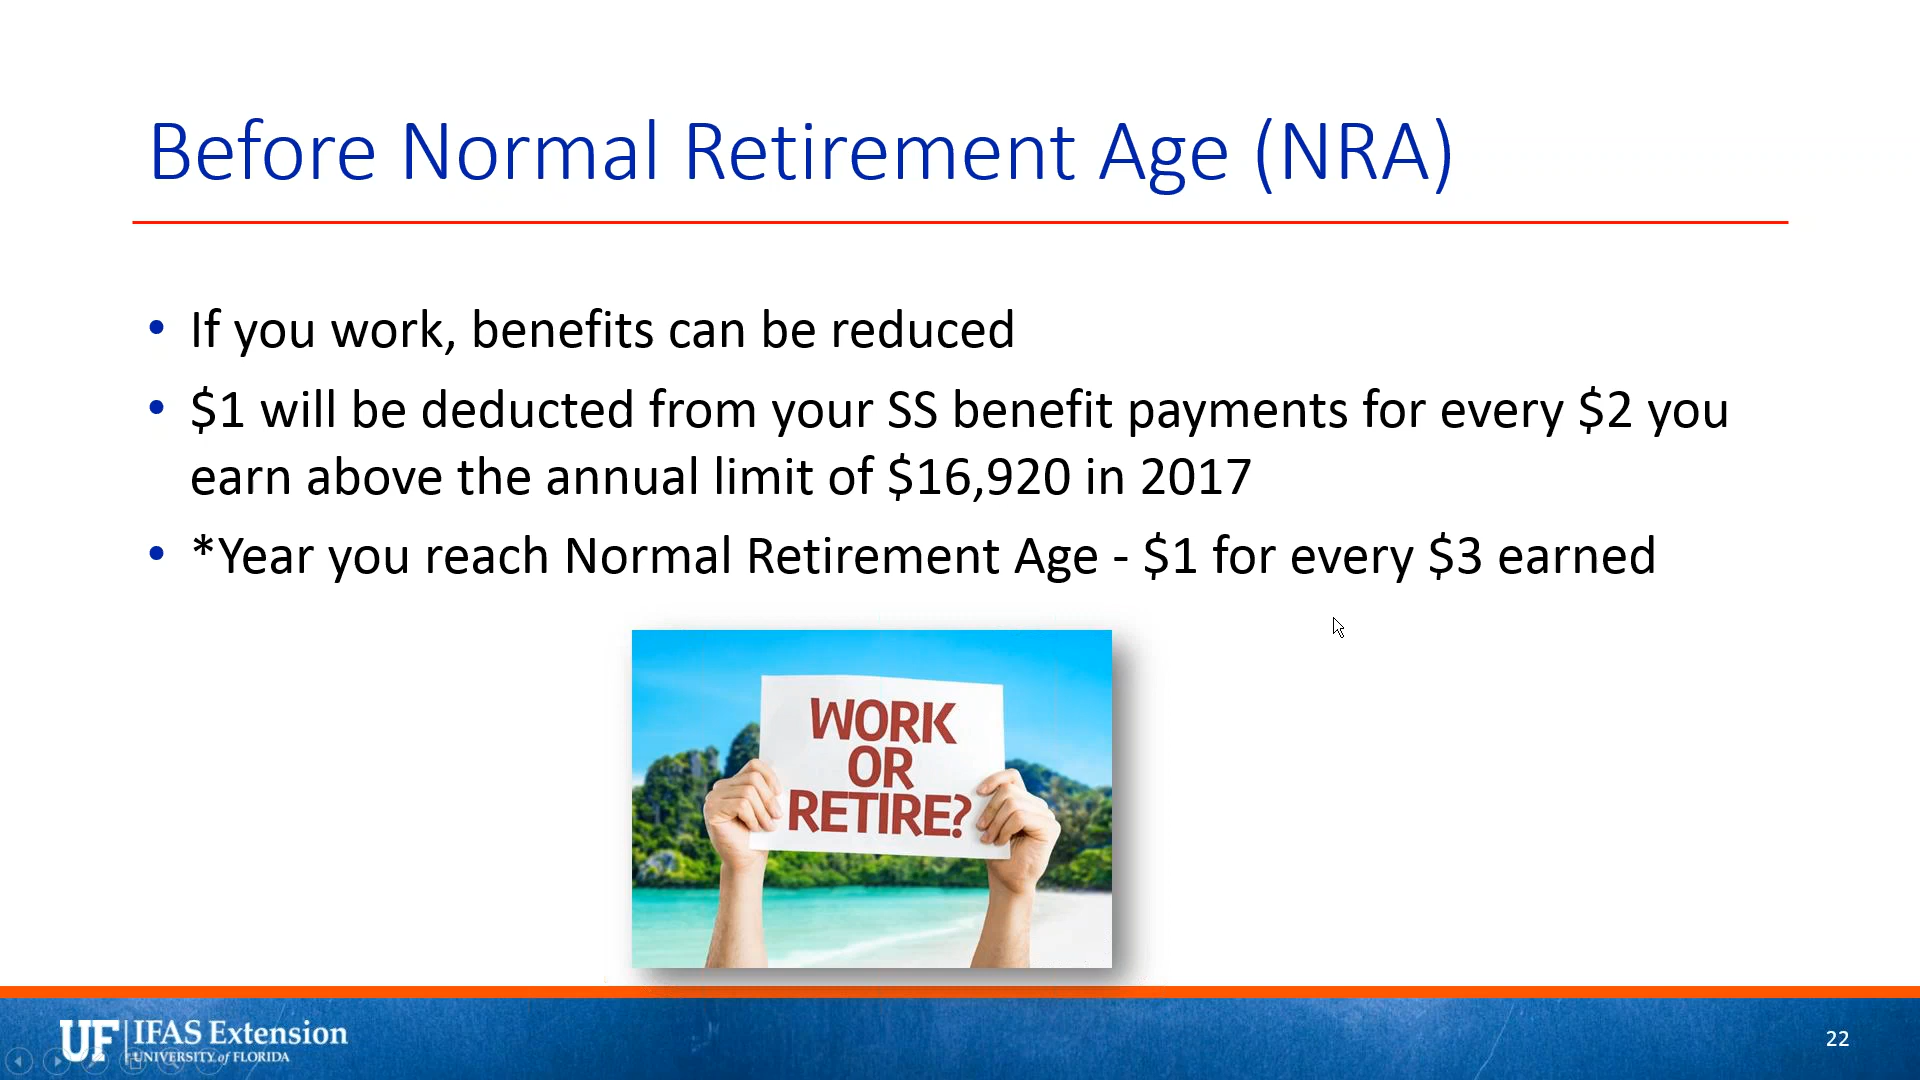 Before Normal Retirement Age (NRA)
• If you work, benefits can be reduced
• $1 will be deducted from your SS benefit payments for every $2 you
earn above the annual limit of $16,920 in 2017
• *Year you reach Normal Retirement Age - $1 for every $3 earned
WORK
OR
RETIRE?
UF IFAS Extension
UNIVERSITY of FLORIDA
22